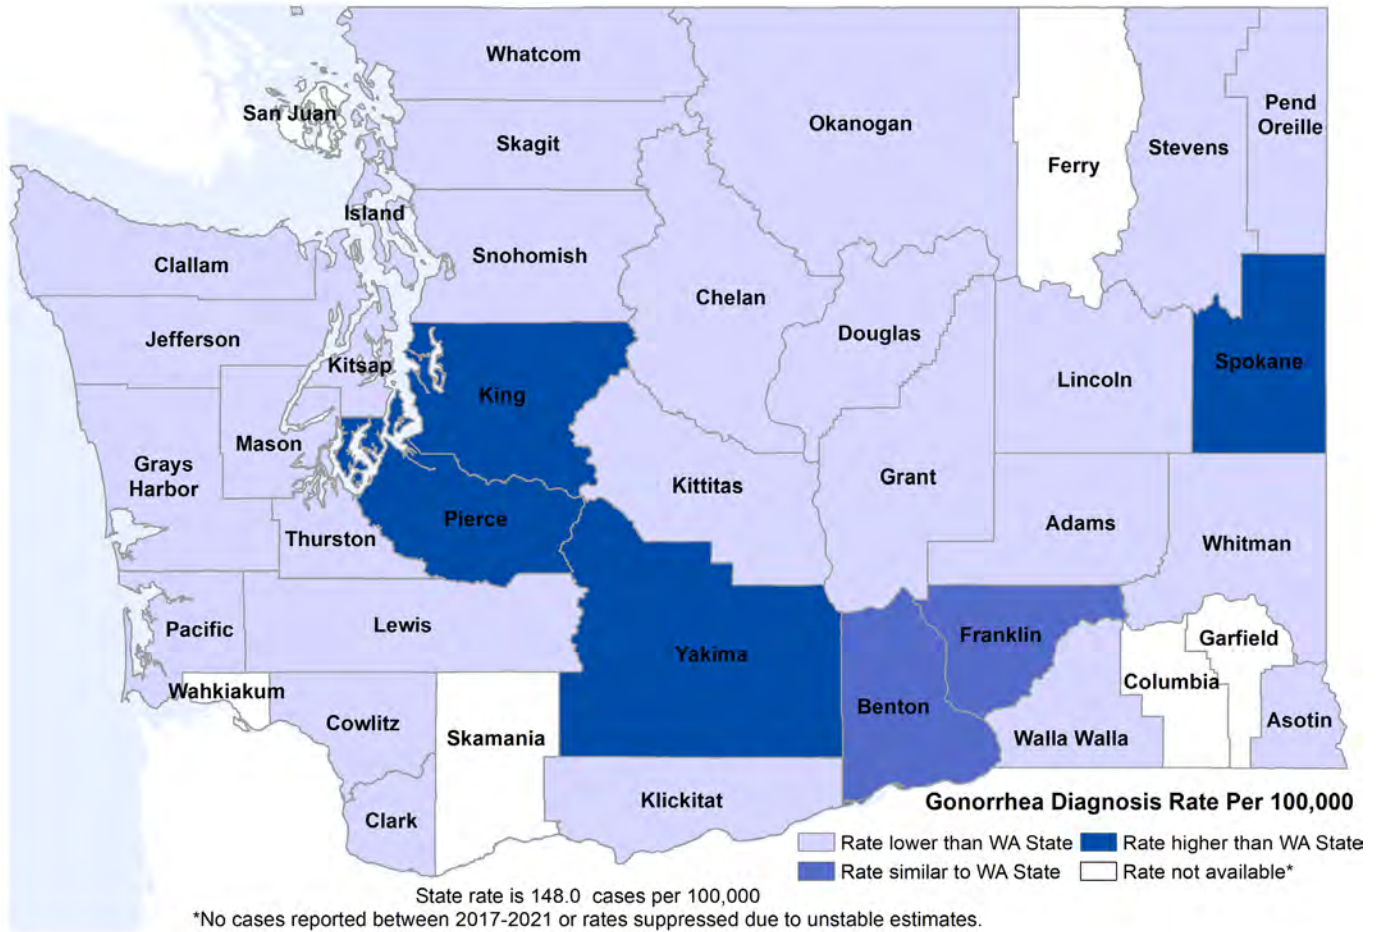 Whatcom
San Juan
Skagit
Okanogan
Ferry
Stevens
Pend
Oreille
Island
Snohomish
Clallam
Chelan
Douglas
Jefferson
Kitsap
King
Lincoln
Spokane
Mason
Grays
Harbor
Kittitas
Grant
Pierce
Thurston
Adams
Whitman
Pacific
Lewis
Yakima
Franklin
Garfield
Wahkiakum
Columbia
Cowlitz
Skamania
Benton
Walla Walla
Asotin
Clark
Klickitat
Gonorrhea Diagnosis Rate Per 100,000
Rate lower than WA State
Rate higher than WA State
Rate similar to WA State
Rate not available*
State rate is 148.0 cases per 100,000
*No cases reported between 2017-2021 or rates suppressed due to unstable estimates.